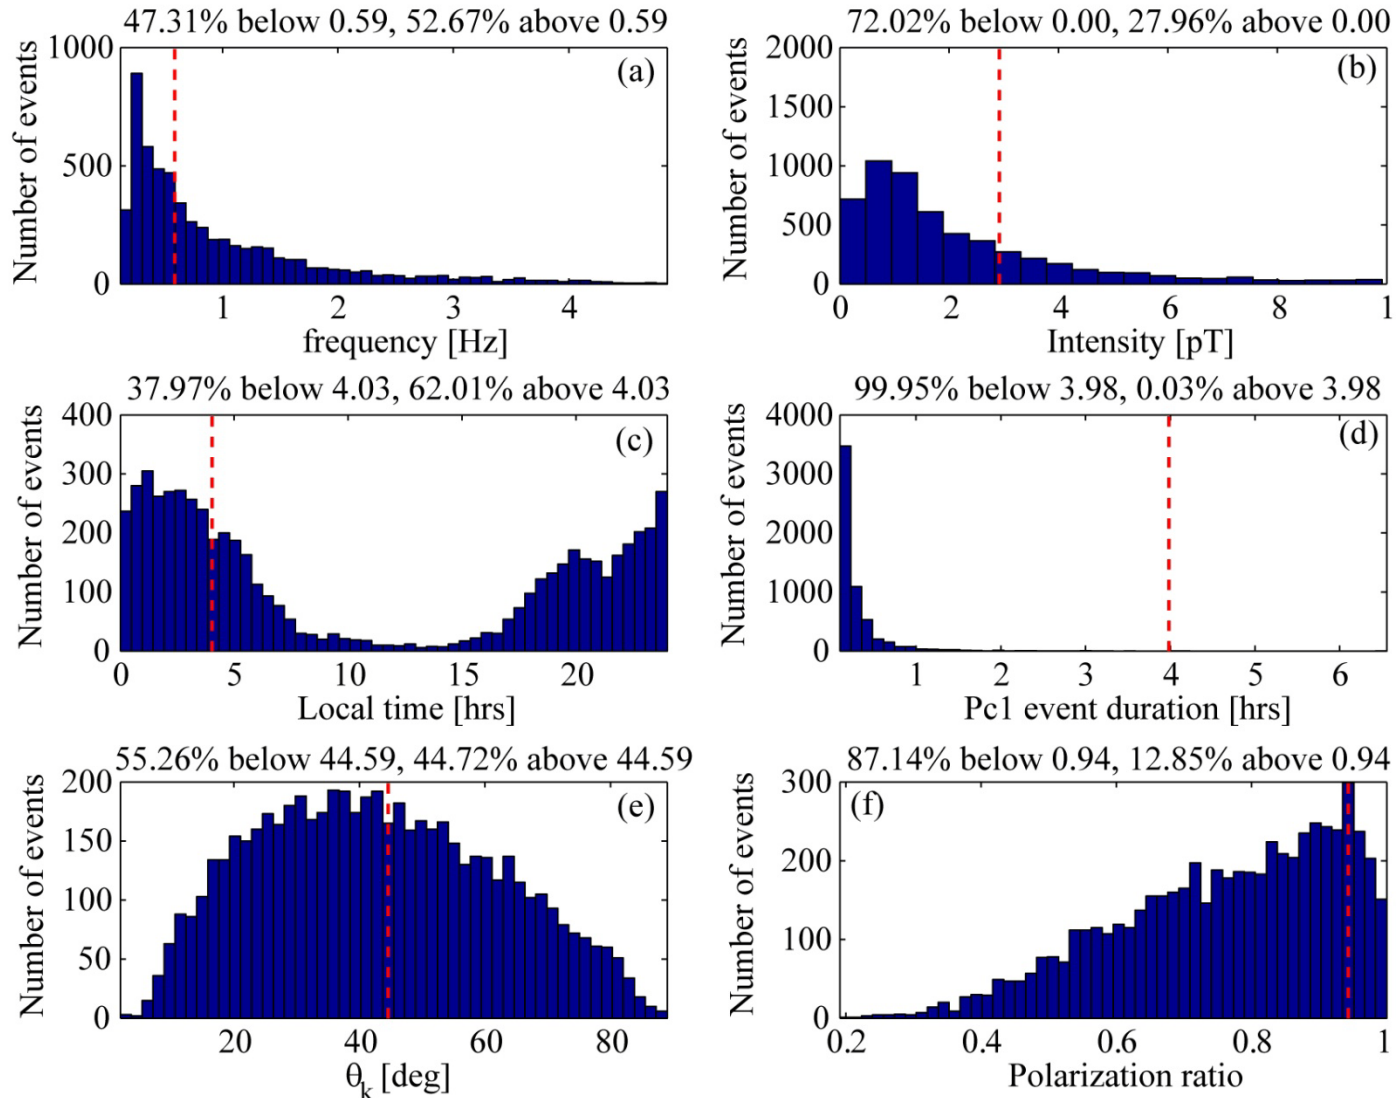 47.31% below 0.59, 52.67% above 0.59
1000
500
0
Number of events
(a)
1
2
3
4
frequency [Hz]
72.02% below 0.00, 27.96% above 0.00
2000
1500
1000
500
0
Number of events
(b)
0
2
4
6
8
1
Intensity [pT]
37.97% below 4.03, 62.01% above 4.03
400
300
200
100
0
Number of events
(c)
0
5
10
15
20
Local time [hrs]
99.95% below 3.98, 0.03% above 3.98
4000
3000
2000
1000
0
Number of events
(d)
1
2
3
4
5
6
Pc1 event duration [hrs]
55.26% below 44.59, 44.72% above 44.59
200
150
100
50
0
Number of events
(e)
20
40
60
80
θk [deg]
87.14% below 0.94, 12.85% above 0.94
300
200
100
0
Number of events
(f)
0.2
0.4
0.6
0.8
1
Polarization ratio